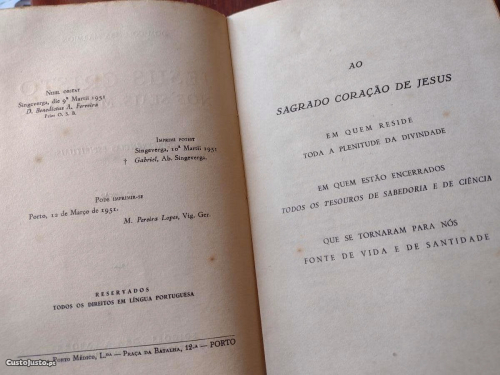 NIHIL OBSTAT
Singeverga, die 9ª Martii 1951
D. Benedictus A. Ferreira
Prior O. S. B.
IMPRIMI POTEST
Singeverga, 10ª Martii 1951
† Gabriel, Ab. Singeverga.
PODE IMPRIMIR-SE
Porto, 12 de Março de 1951.
M. Pereira Lopes, Vig. Ger.
RESERVADOS
TODOS OS DIREITOS EM LÍNGUA PORTUGUESA
PORTO MÉDICO, L.DA — PRAÇA DA BATALHA, 12-A — PORTO
CustoJusto.pt
AO
SAGRADO CORAÇÃO DE JESUS
EM QUEM RESIDE
TODA A PLENITUDE DA DIVINDADE
EM QUEM ESTÃO ENCERRADOS
TODOS OS TESOUROS DE SABEDORIA E DE CIÊNCIA
QUE SE TORNARAM PARA NÓS
FONTE DE VIDA E DE SANTIDADE